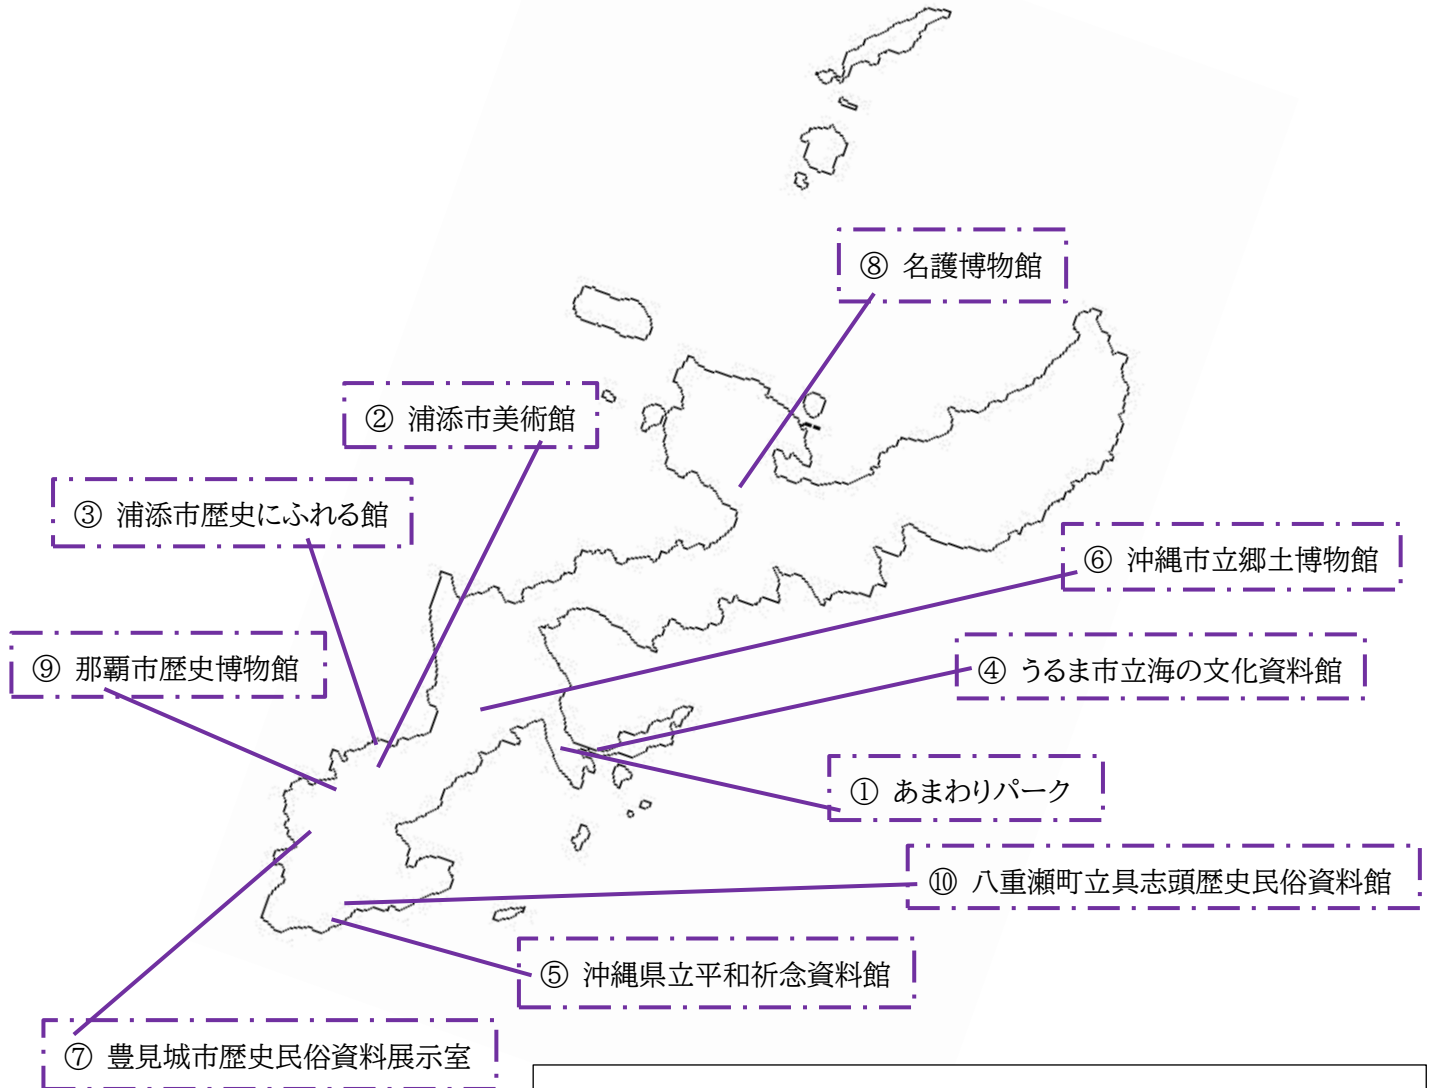 ⑧ 名護博物館
② 浦添市美術館
③ 浦添市歴史にふれる館
⑥ 沖縄市立郷土博物館
⑨ 那覇市歴史博物館
④ うるま市立海の文化資料館
① あまわりパーク
⑩ 八重瀬町立具志頭歴史民俗資料館
⑤ 沖縄県立平和祈念資料館
⑦ 豊見城市歴史民俗資料展示室